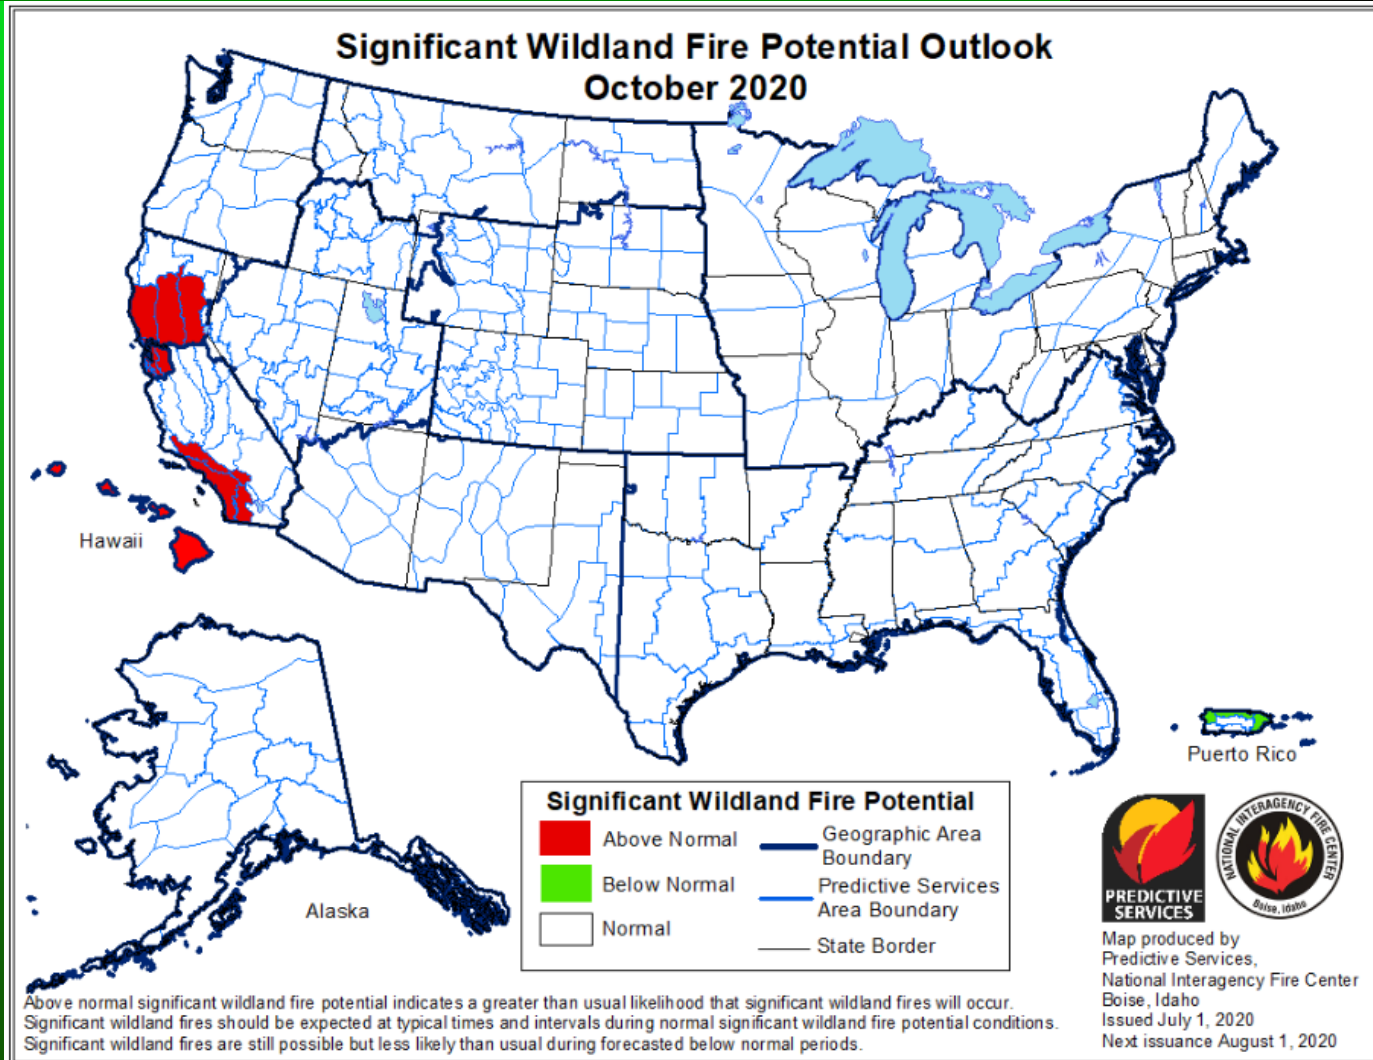 Significant Wildland Fire Potential Outlook
October 2020
Hawaii
Alaska
Puerto Rico
Significant Wildland Fire Potential
Above Normal
Below Normal
Normal
Geographic Area
Boundary
Predictive Services
Area Boundary
State Border
PREDICTIVE
SERVICES
NATIONAL INTERAGENCY FIRE CENTER
Boise, Idaho
Map produced by
Predictive Services,
National Interagency Fire Center
Boise, Idaho
Issued July 1, 2020
Next issuance August 1, 2020
Above normal significant wildland fire potential indicates a greater than usual likelihood that significant wildland fires will occur.
Significant wildland fires should be expected at typical times and intervals during normal significant wildland fire potential conditions.
Significant wildland fires are still possible but less likely than usual during forecasted below normal periods.